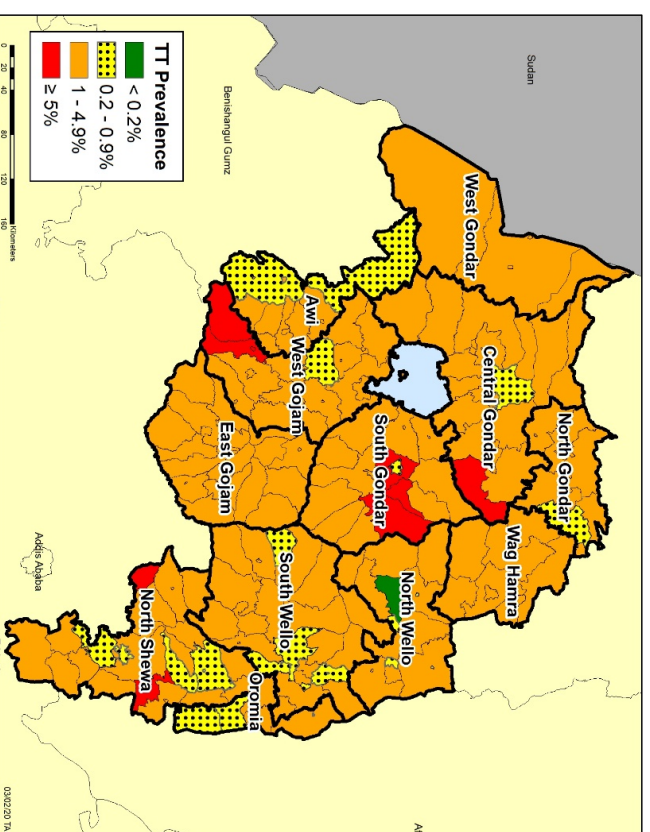 Sudan
Benishangul Gumz
West Gondar
Central Gondar
North Gondar
Wag Hamra
Awi
West Gojam
South Gondar
East Gojam
North Wello
South Wello
Oromia
North Shewa
Addis Ababa
Af
TT Prevalence
< 0.2%
0.2 - 0.9%
1 - 4.9%
≥ 5%
0 20 40 80 120 160
Kilometers
03/02/20 TA